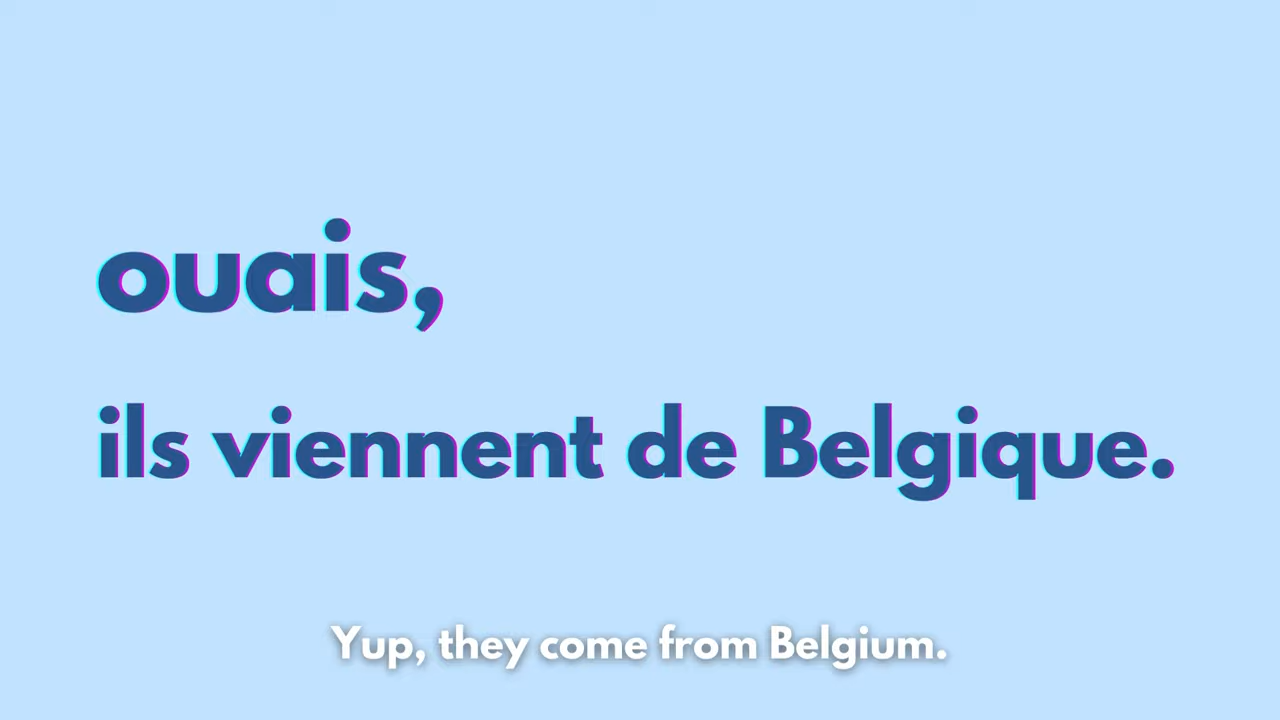 ouais,
ils viennent de Belgique.
Yup, they come from Belgium.